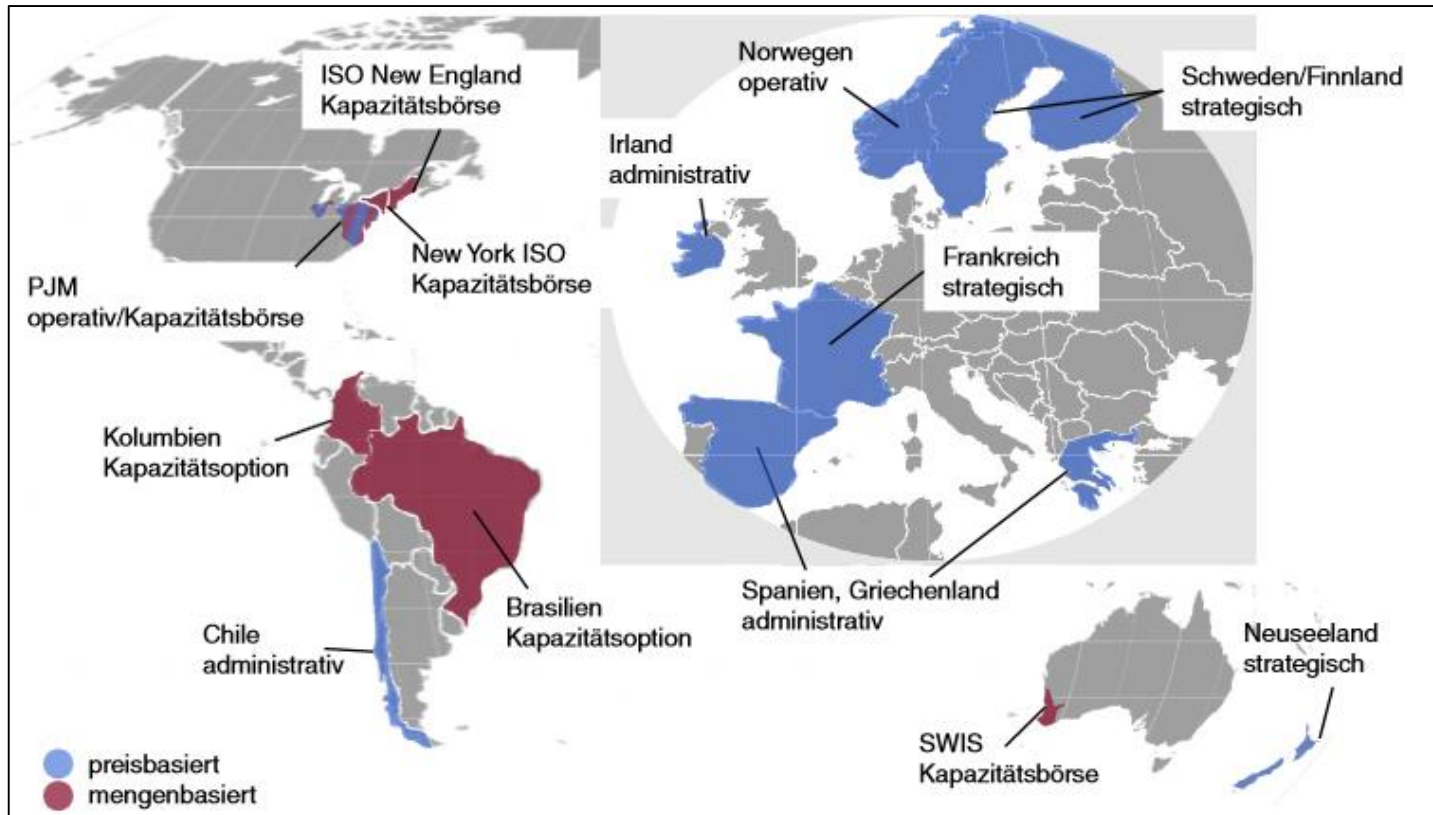 ISO New England
Kapazitätsbörse
New York ISO
Kapazitätsbörse
PJM
operativ/Kapazitätsbörse
Kolumbien
Kapazitätsoption
Brasilien
Kapazitätsoption
Chile
administrativ
preisbasiert
mengenbasiert
Norwegen
operativ
Schweden/Finnland
strategisch
Irland
administrativ
Frankreich
strategisch
Spanien, Griechenland
administrativ
Neuseeland
strategisch
SWIS
Kapazitätsbörse